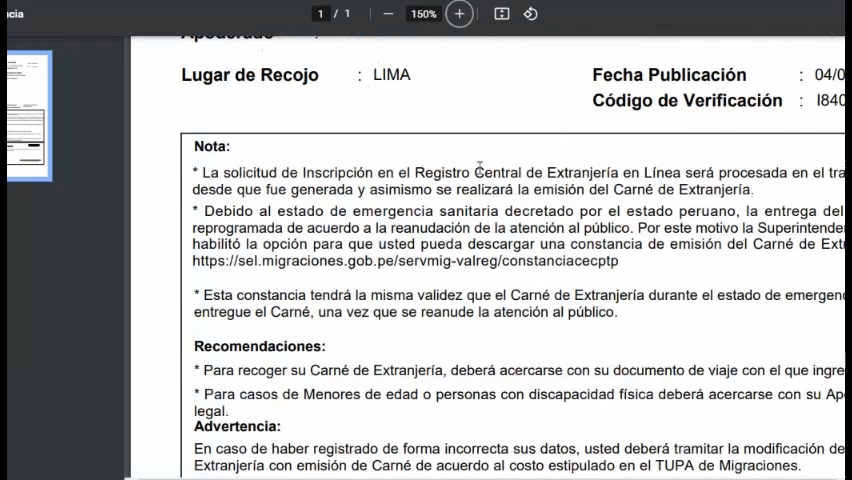 ncia
1 / 1
150%
Apoderado :
Lugar de Recojo : LIMA
Fecha Publicación : 04/0
Código de Verificación : I840
Nota:
* La solicitud de Inscripción en el Registro Central de Extranjería en Línea será procesada en el tra
desde que fue generada y asimismo se realizará la emisión del Carné de Extranjería.
* Debido al estado de emergencia sanitaria decretado por el estado peruano, la entrega del
reprogramada de acuerdo a la reanudación de la atención al público. Por este motivo la Superintender
habilitó la opción para que usted pueda descargar una constancia de emisión del Carné de Extr
https://sel.migraciones.gob.pe/servmig-valreg/constanciacecptp
* Esta constancia tendrá la misma validez que el Carné de Extranjería durante el estado de emergenc
entregue el Carné, una vez que se reanude la atención al público.
Recomendaciones:
* Para recoger su Carné de Extranjería, deberá acercarse con su documento de viaje con el que ingre
* Para casos de Menores de edad o personas con discapacidad física deberá acercarse con su Apo
legal.
Advertencia:
En caso de haber registrado de forma incorrecta sus datos, usted deberá tramitar la modificación de
Extranjería con emisión de Carné de acuerdo al costo estipulado en el TUPA de Migraciones.